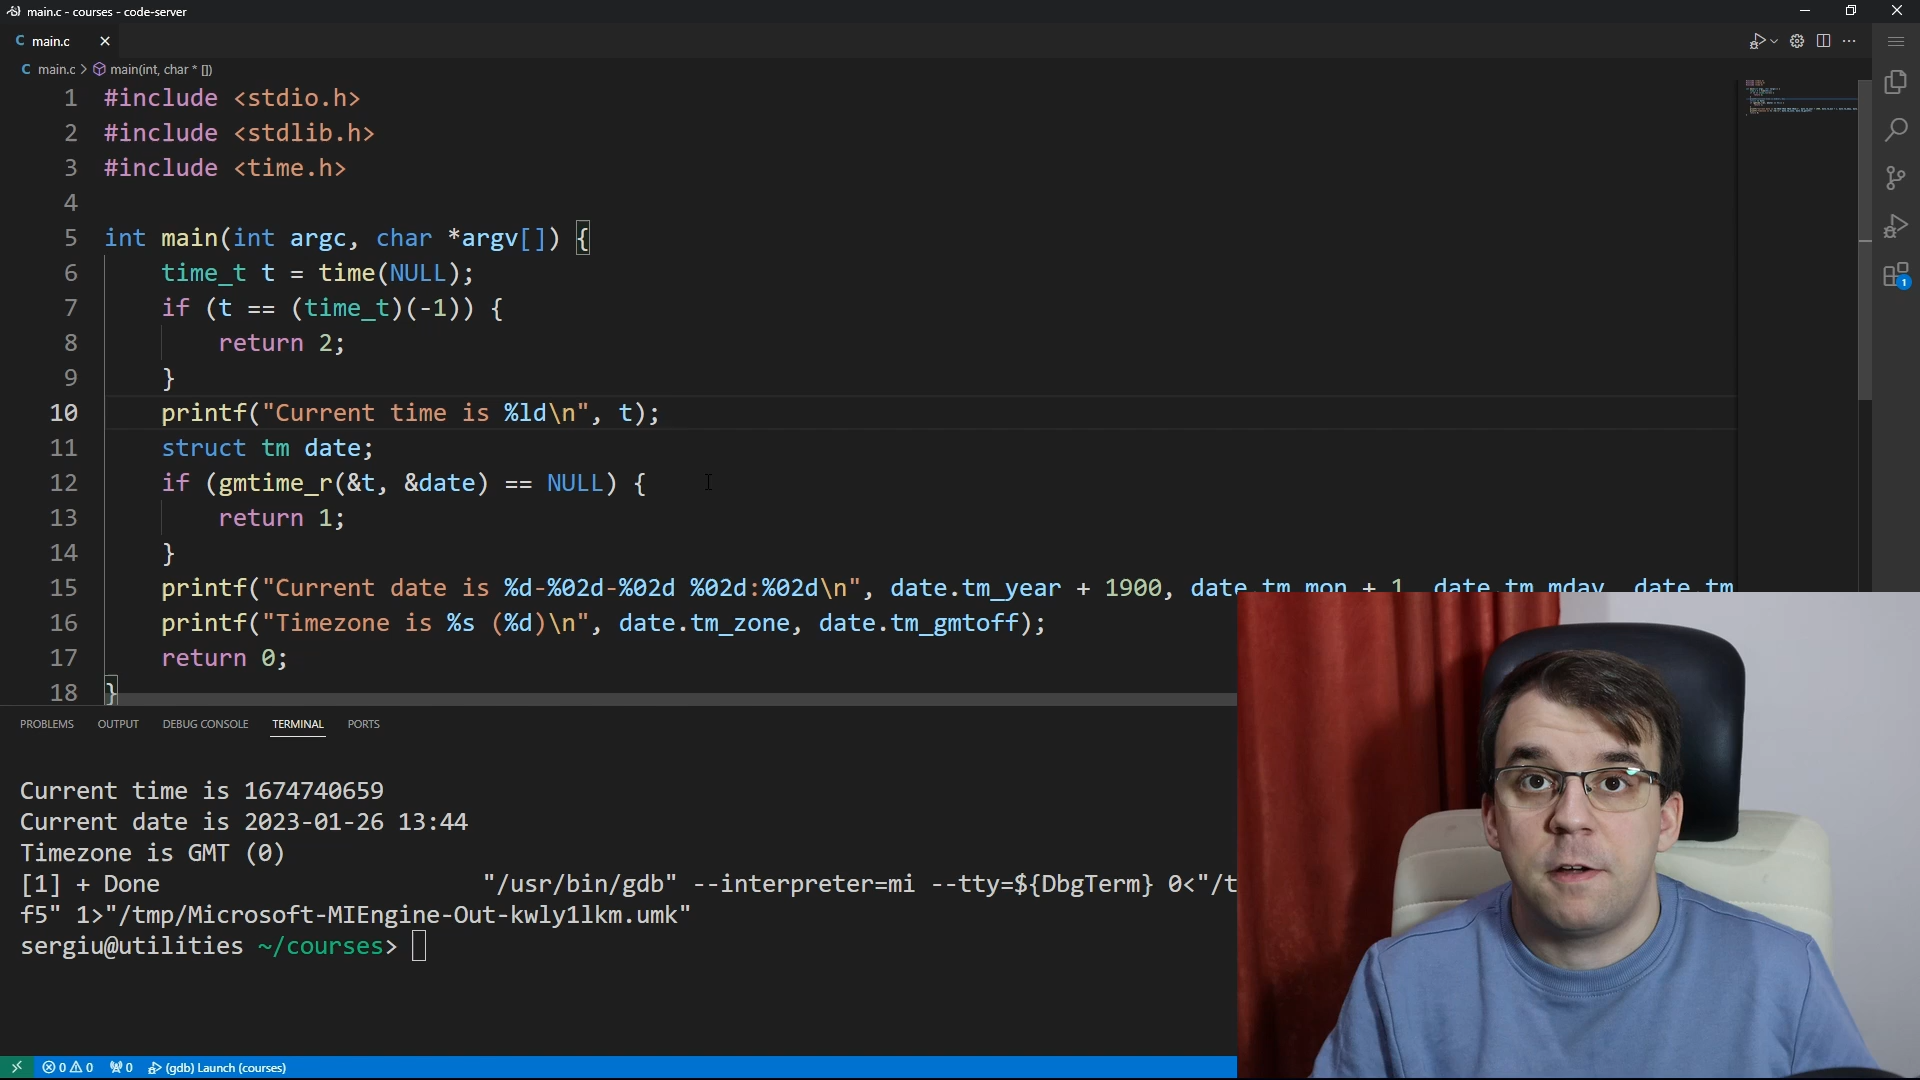 main.c - courses - code-server
main.c
main.c > main(int, char * [])
1 #include <stdio.h>
2 #include <stdlib.h>
3 #include <time.h>
4
5 int main(int argc, char *argv[]) {
6 time_t t = time(NULL);
7 if (t == (time_t)(-1)) {
8 return 2;
9 }
10 printf("Current time is %ld\n", t);
11 struct tm date;
12 if (gmtime_r(&t, &date) == NULL) {
13 return 1;
14 }
15 printf("Current date is %d-%02d-%02d %02d:%02d\n", date.tm_year + 1900, date.tm_mon + 1, date.tm_mday, date.tm
16 printf("Timezone is %s (%d)\n", date.tm_zone, date.tm_gmtoff);
17 return 0;
18 }
1
PROBLEMS OUTPUT DEBUG CONSOLE TERMINAL PORTS
Current time is 1674740659
Current date is 2023-01-26 13:44
Timezone is GMT (0)
[1] + Done "/usr/bin/gdb" --interpreter=mi --tty=${DbgTerm} 0<"/t
f5" 1>"/tmp/Microsoft-MIEngine-Out-kwly1lkm.umk"
sergiu@utilities ~/courses>
0 0 0 (gdb) Launch (courses)